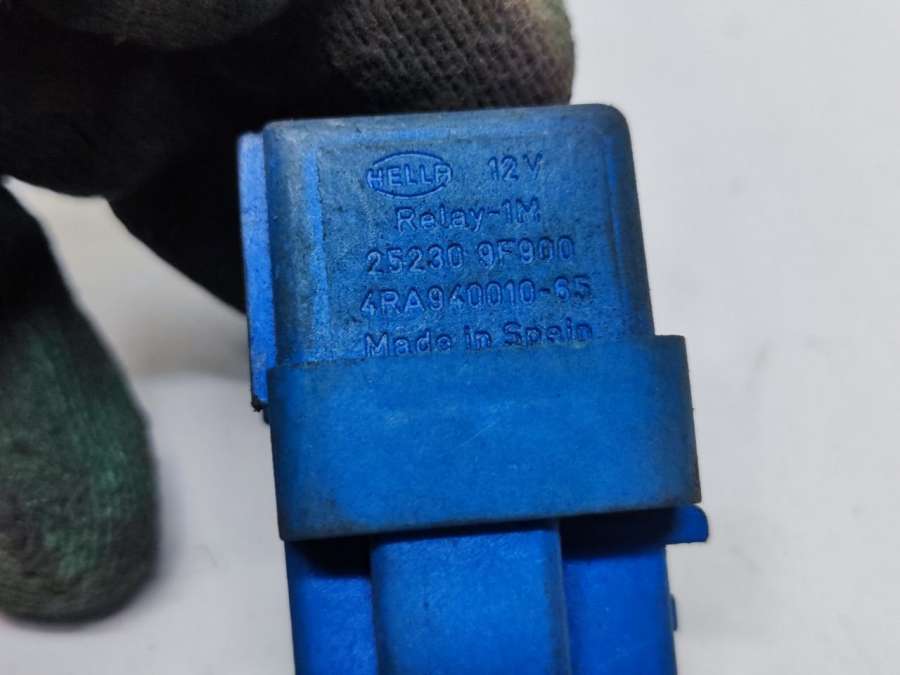 HELLA 12V
Relay-1M
25230 9F900
4RA940010-65
Made in Spain